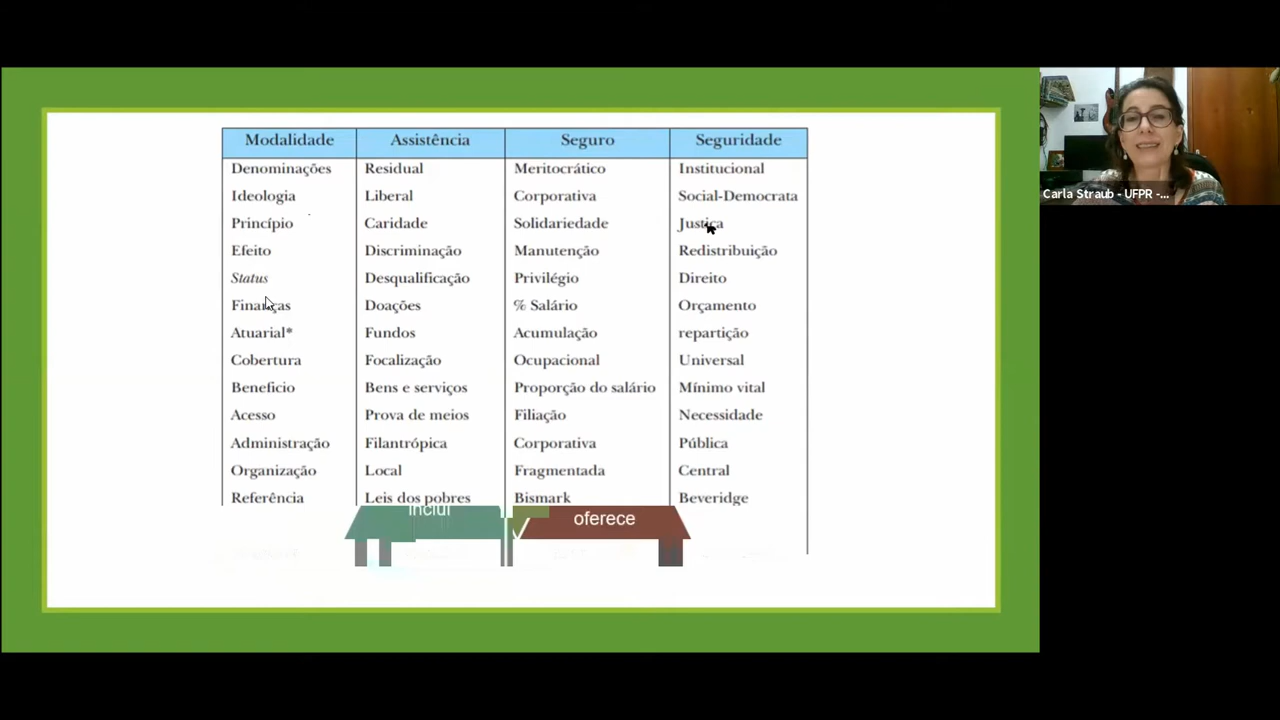 Modalidade Assistência Seguro Seguridade
Denominações Residual Meritocrático Institucional
Ideologia Liberal Corporativa Social-Democrata
Princípio Caridade Solidariedade Justiça
Efeito Discriminação Manutenção Redistribuição
Status Desqualificação Privilégio Direito
Finanças Doações % Salário Orçamento
Atuarial* Fundos Acumulação repartição
Cobertura Focalização Ocupacional Universal
Beneficio Bens e serviços Proporção do salário Mínimo vital
Acesso Prova de meios Filiação Necessidade
Administração Filantrópica Corporativa Pública
Organização Local Fragmentada Central
Referência Leis dos pobres Bismark Beveridge
inclui oferece
Carla Straub - UFPR -...